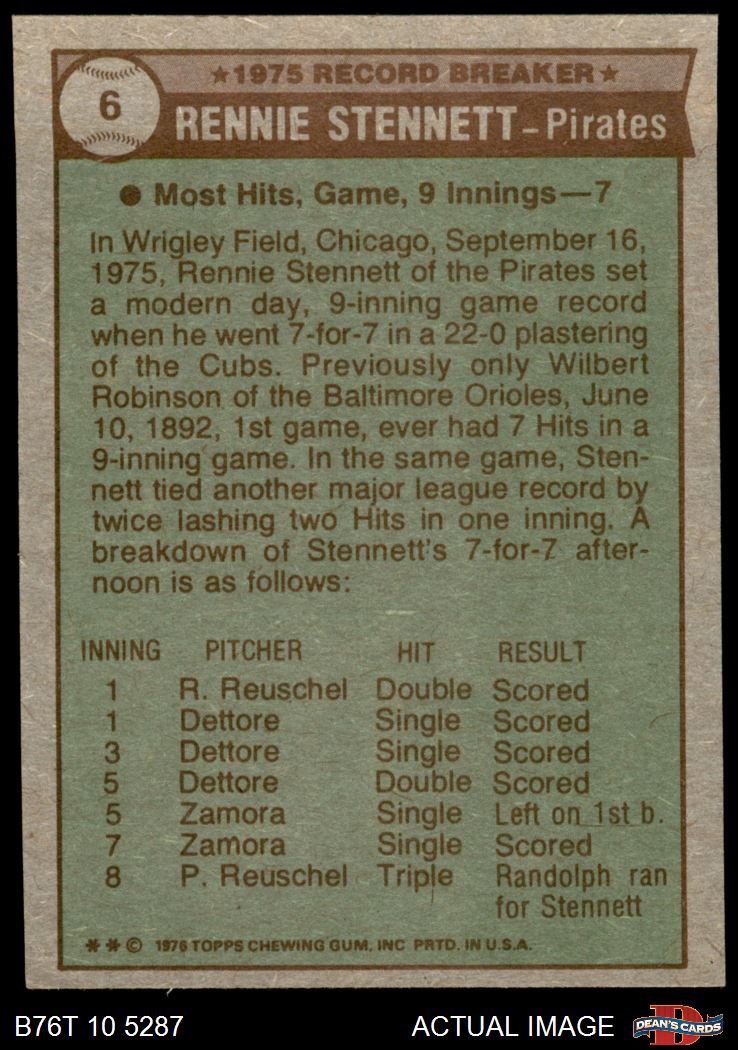 ★1975 RECORD BREAKER★
6
RENNIE STENNETT – Pirates
● Most Hits, Game, 9 Innings—7
In Wrigley Field, Chicago, September 16,
1975, Rennie Stennett of the Pirates set
a modern day, 9-inning game record
when he went 7-for-7 in a 22-0 plastering
of the Cubs. Previously only Wilbert
Robinson of the Baltimore Orioles, June
10, 1892, 1st game, ever had 7 Hits in a
9-inning game. In the same game, Sten-
nett tied another major league record by
twice lashing two Hits in one inning. A
breakdown of Stennett's 7-for-7 after-
noon is as follows:
INNING PITCHER HIT RESULT
1 R. Reuschel Double Scored
1 Dettore Single Scored
3 Dettore Single Scored
5 Dettore Double Scored
5 Zamora Single Left on 1st b.
7 Zamora Single Scored
8 P. Reuschel Triple Randolph ran
for Stennett
✻ ✻ © 1976 TOPPS CHEWING GUM, INC PRTD. IN U.S.A.
B76T 10 5287 ACTUAL IMAGE D DEAN'S CARDS